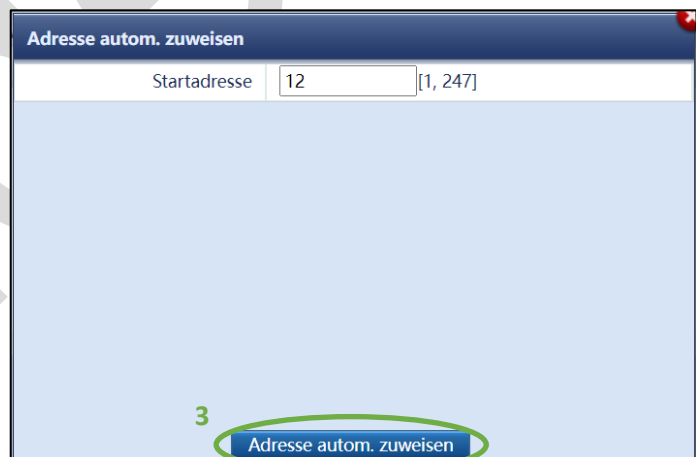 Adresse autom. zuweisen
Startadresse 12 [1, 247]
3
Adresse autom. zuweisen